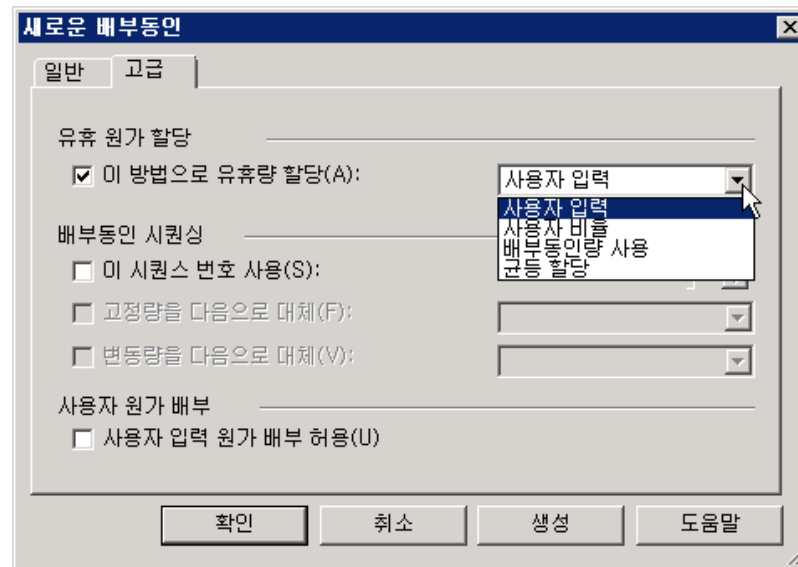 새로운 배부동인
일반 고급
유휴 원가 할당
이 방법으로 유휴량 할당(A): 사용자 입력
사용자 입력
사용자 비율
배부동인량 사용
균등 할당
배부동인 시퀀싱
이 시퀀스 번호 사용(S):
고정량을 다음으로 대체(F):
변동량을 다음으로 대체(V):
사용자 원가 배부
사용자 입력 원가 배부 허용(U)
확인 취소 생성 도움말